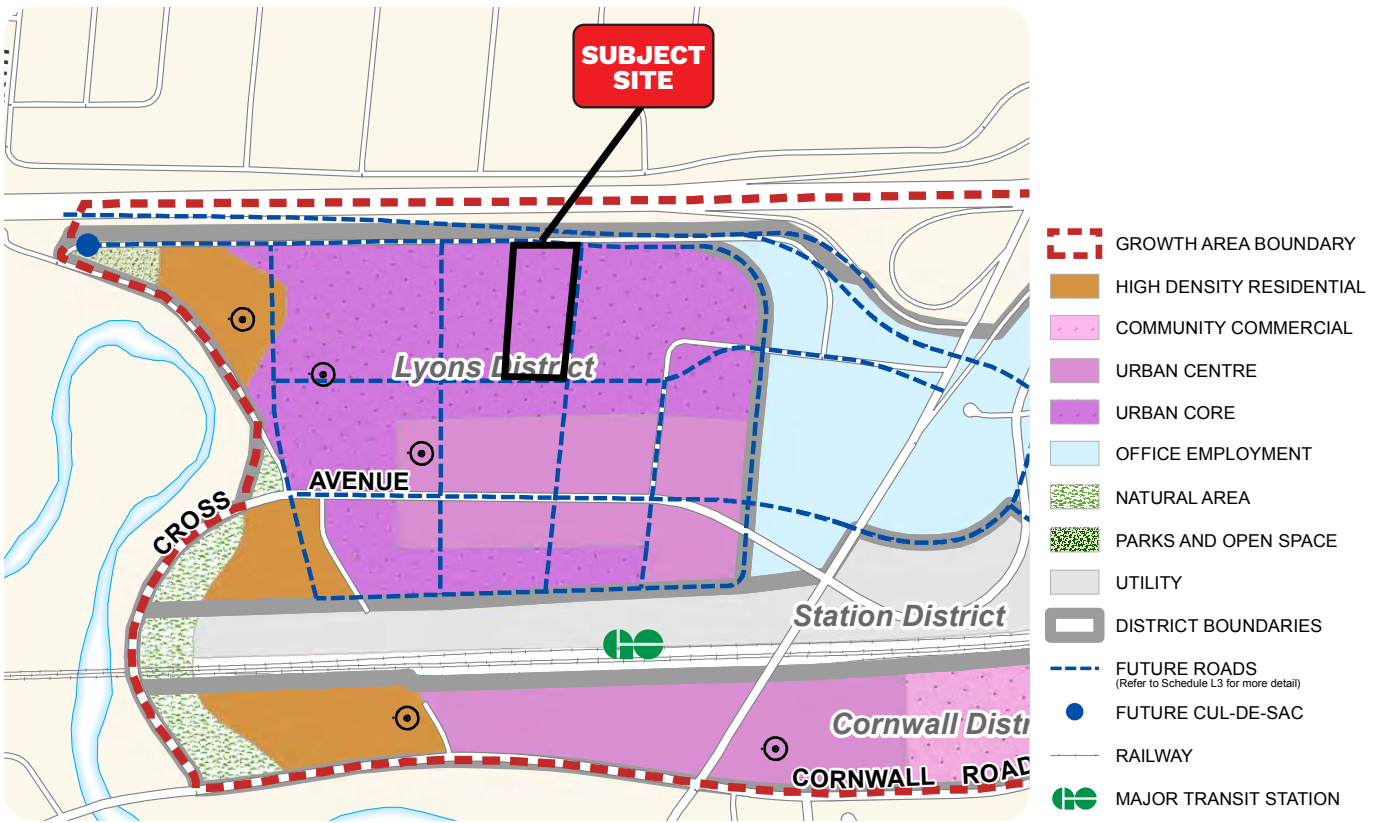 SUBJECT
SITE
Lyons District
AVENUE
CROSS
Station District
GO
Cornwall Distr
CORNWALL ROAD
GROWTH AREA BOUNDARY
HIGH DENSITY RESIDENTIAL
COMMUNITY COMMERCIAL
URBAN CENTRE
URBAN CORE
OFFICE EMPLOYMENT
NATURAL AREA
PARKS AND OPEN SPACE
UTILITY
DISTRICT BOUNDARIES
FUTURE ROADS
(Refer to Schedule L3 for more detail)
FUTURE CUL-DE-SAC
RAILWAY
GO
MAJOR TRANSIT STATION